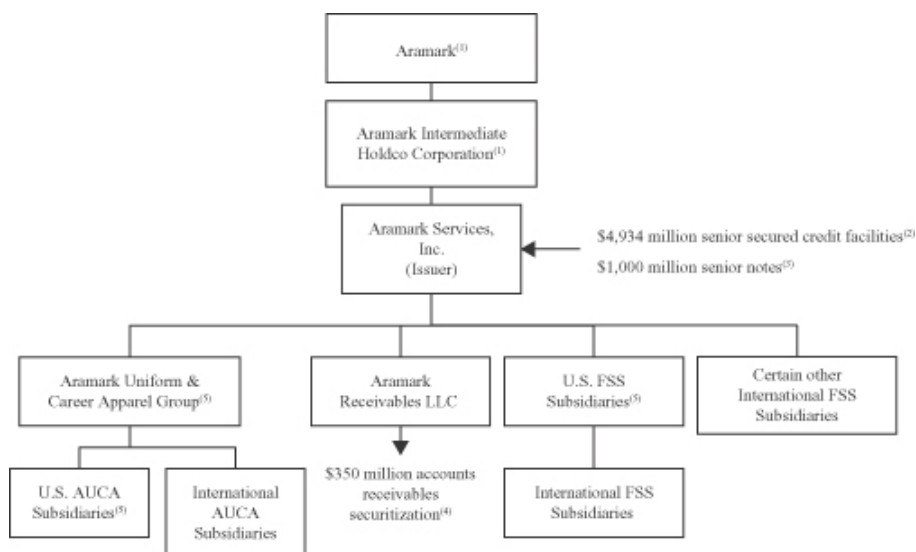 Aramark(1)
Aramark Intermediate
Holdco Corporation(1)
Aramark Services,
Inc.
(Issuer)
$4,934 million senior secured credit facilities(2)
$1,000 million senior notes(3)
Aramark Uniform &
Career Apparel Group(5)
Aramark
Receivables LLC
U.S. FSS
Subsidiaries(5)
Certain other
International FSS
Subsidiaries
U.S. AUCA
Subsidiaries(5)
International
AUCA
Subsidiaries
$350 million accounts
receivables
securitization(4)
International FSS
Subsidiaries